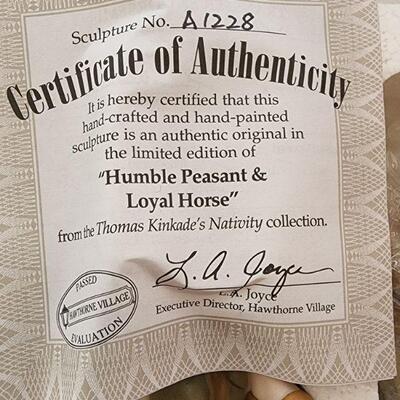 Sculpture No. A1228
Certificate of Authenticity
It is hereby certified that this
hand-crafted and hand-painted
sculpture is an authentic original in
the limited edition of
"Humble Peasant &
Loyal Horse"
from the Thomas Kinkade's Nativity collection.
L. A. Joyce
L.A. Joyce
Executive Director, Hawthorne Village
PASSED
HAWTHORNE VILLAGE
EVALUATION